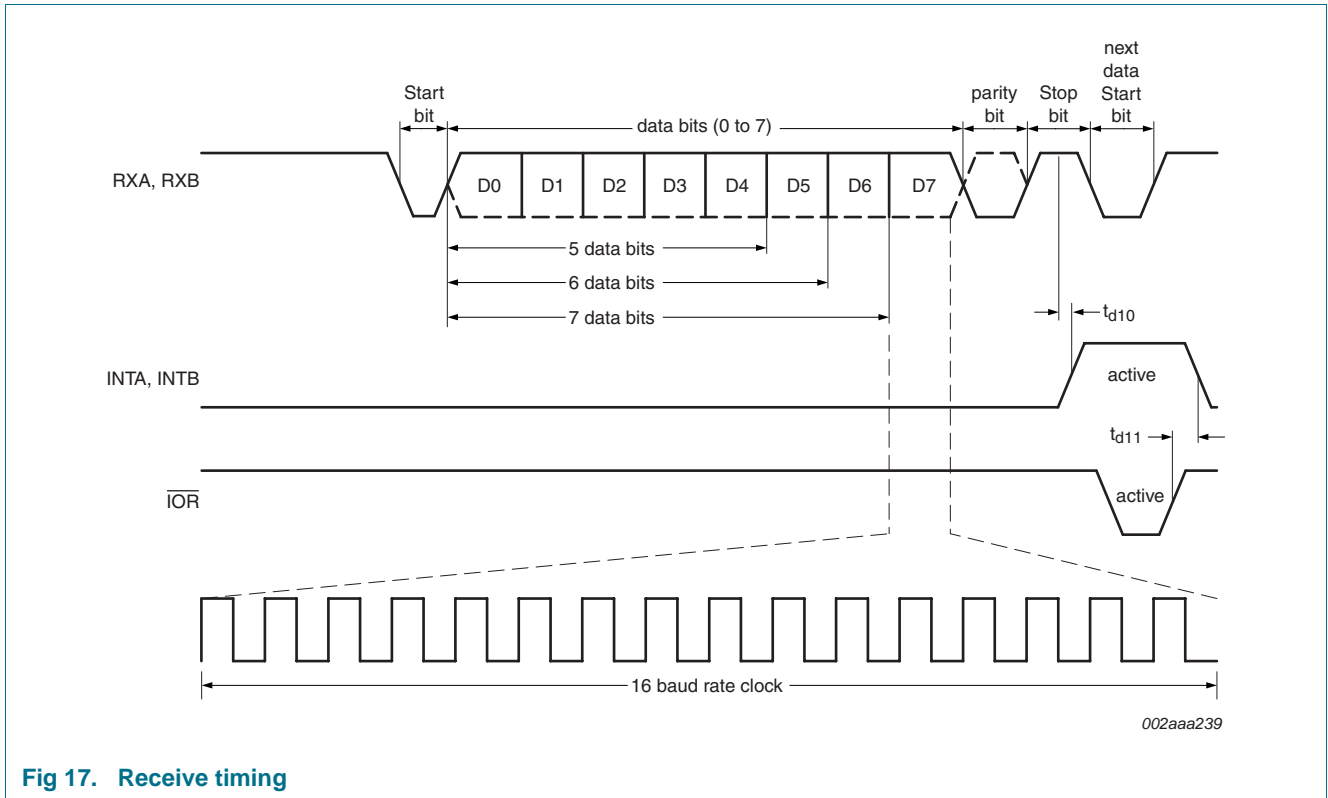 next
data
Start
bit
Start
bit
parity
bit
Stop
bit
data bits (0 to 7)
RXA, RXB
D0 D1 D2 D3 D4 D5 D6 D7
5 data bits
6 data bits
7 data bits
td10
INTA, INTB
active
td11
IOR
active
16 baud rate clock
002aaa239
Fig 17. Receive timing